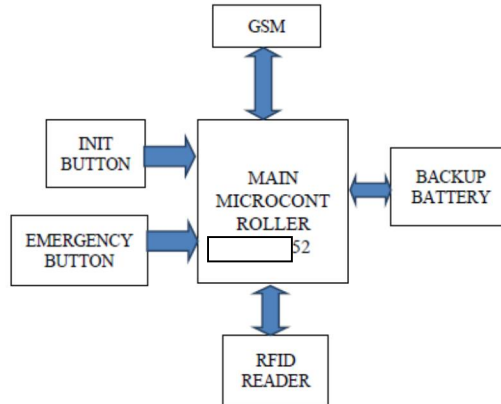 GSM
INIT
BUTTON
MAIN
MICROCONT
ROLLER
52
BACKUP
BATTERY
EMERGENCY
BUTTON
RFID
READER